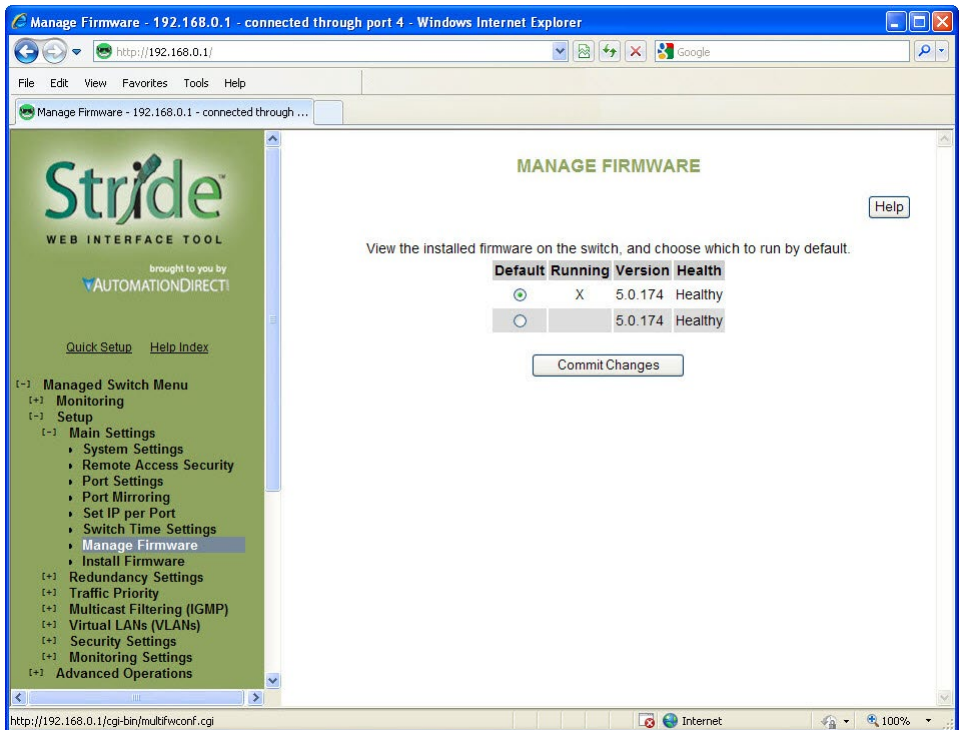 Manage Firmware - 192.168.0.1 - connected through port 4 - Windows Internet Explorer
http://192.168.0.1/
Google
File Edit View Favorites Tools Help
Manage Firmware - 192.168.0.1 - connected through ...
Stride™
WEB INTERFACE TOOL
brought to you by
AUTOMATIONDIRECT
Quick Setup Help Index
[-] Managed Switch Menu
[+] Monitoring
[-] Setup
[-] Main Settings
System Settings
Remote Access Security
Port Settings
Port Mirroring
Set IP per Port
Switch Time Settings
Manage Firmware
Install Firmware
[+] Redundancy Settings
[+] Traffic Priority
[+] Multicast Filtering (IGMP)
[+] Virtual LANs (VLANs)
[+] Security Settings
[+] Monitoring Settings
[+] Advanced Operations
MANAGE FIRMWARE
Help
View the installed firmware on the switch, and choose which to run by default.
Default Running Version Health
X 5.0.174 Healthy
5.0.174 Healthy
Commit Changes
http://192.168.0.1/cgi-bin/multifwconf.cgi
Internet
100%